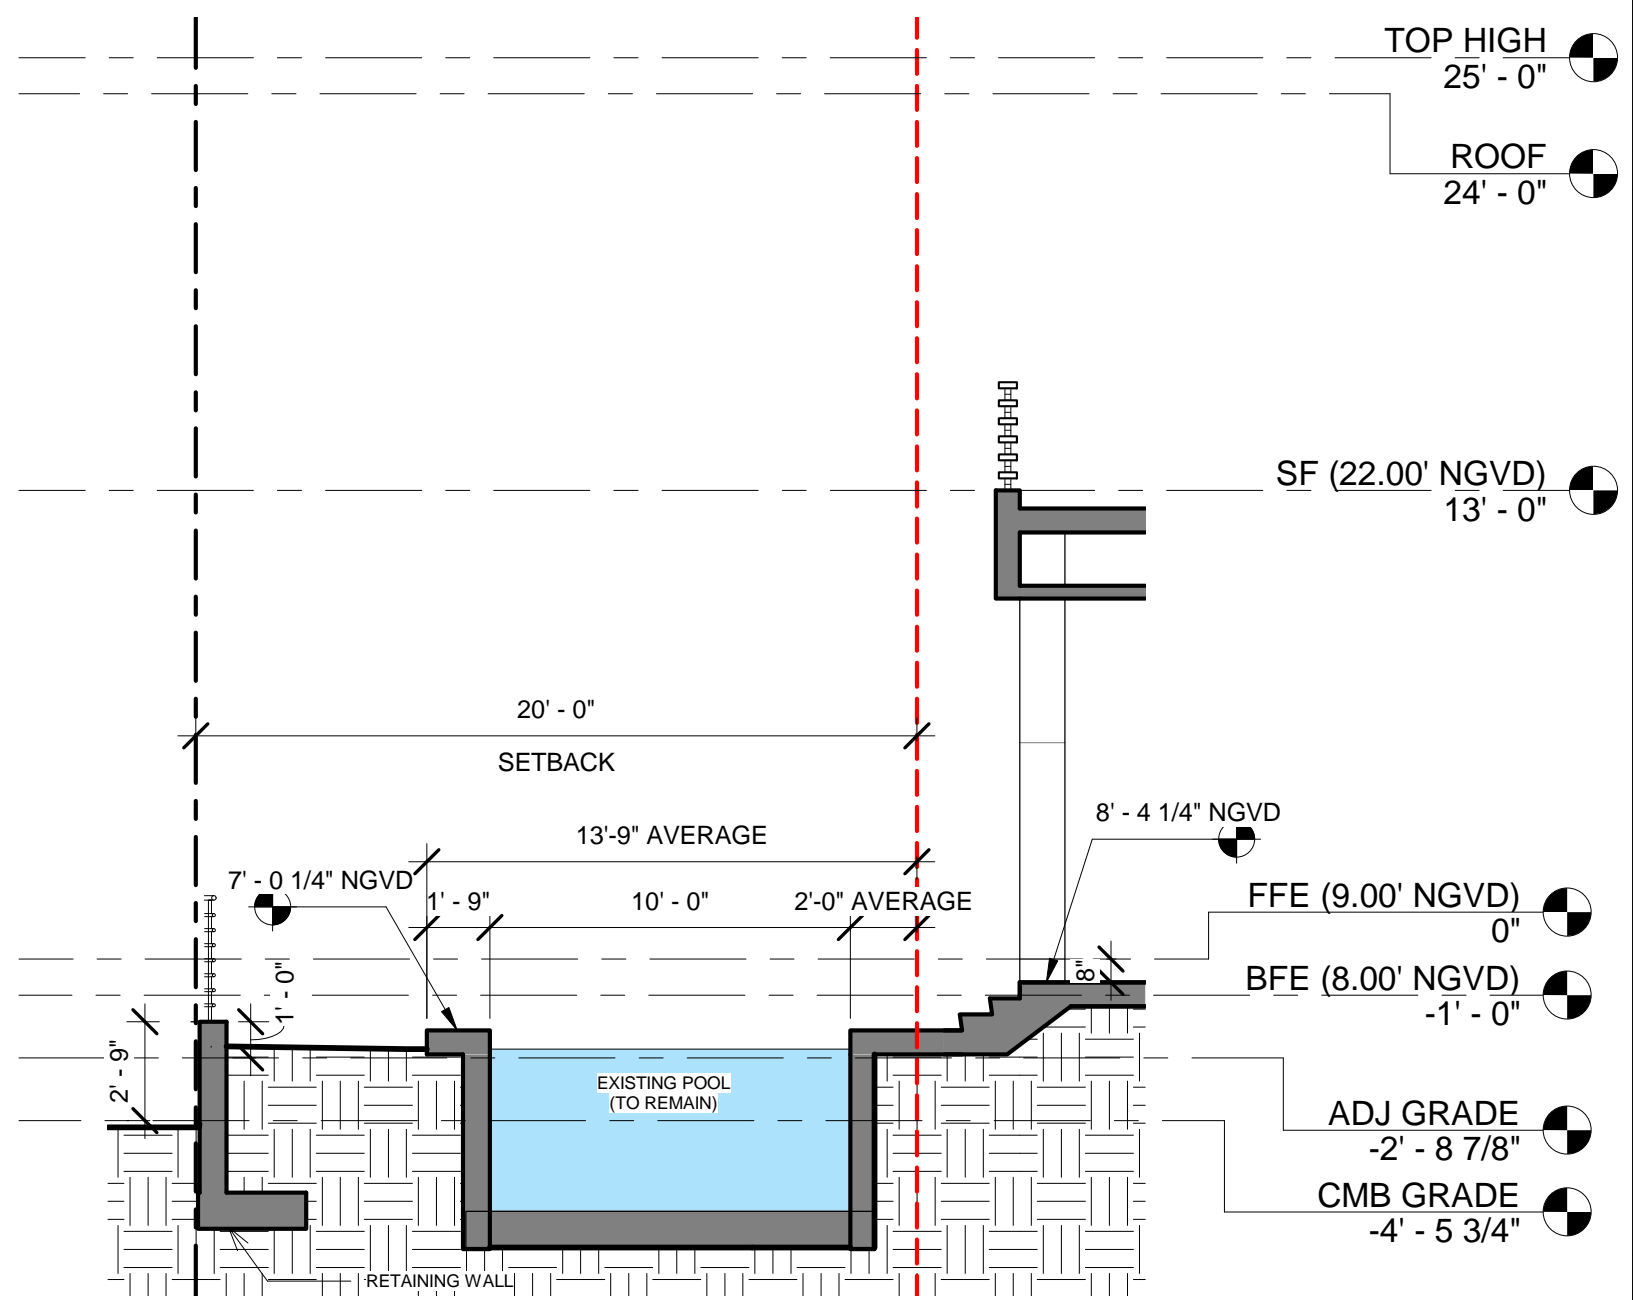 TOP HIGH
25' - 0"
ROOF
24' - 0"
SF (22.00' NGVD)
13' - 0"
20' - 0"
SETBACK
8' - 4 1/4" NGVD
13'-9" AVERAGE
7' - 0 1/4" NGVD
1' - 9"
10' - 0"
2'-0" AVERAGE
FFE (9.00' NGVD)
0"
8"
1' - 0"
BFE (8.00' NGVD)
-1' - 0"
2' - 9"
EXISTING POOL
(TO REMAIN)
ADJ GRADE
-2' - 8 7/8"
CMB GRADE
-4' - 5 3/4"
RETAINING WALL